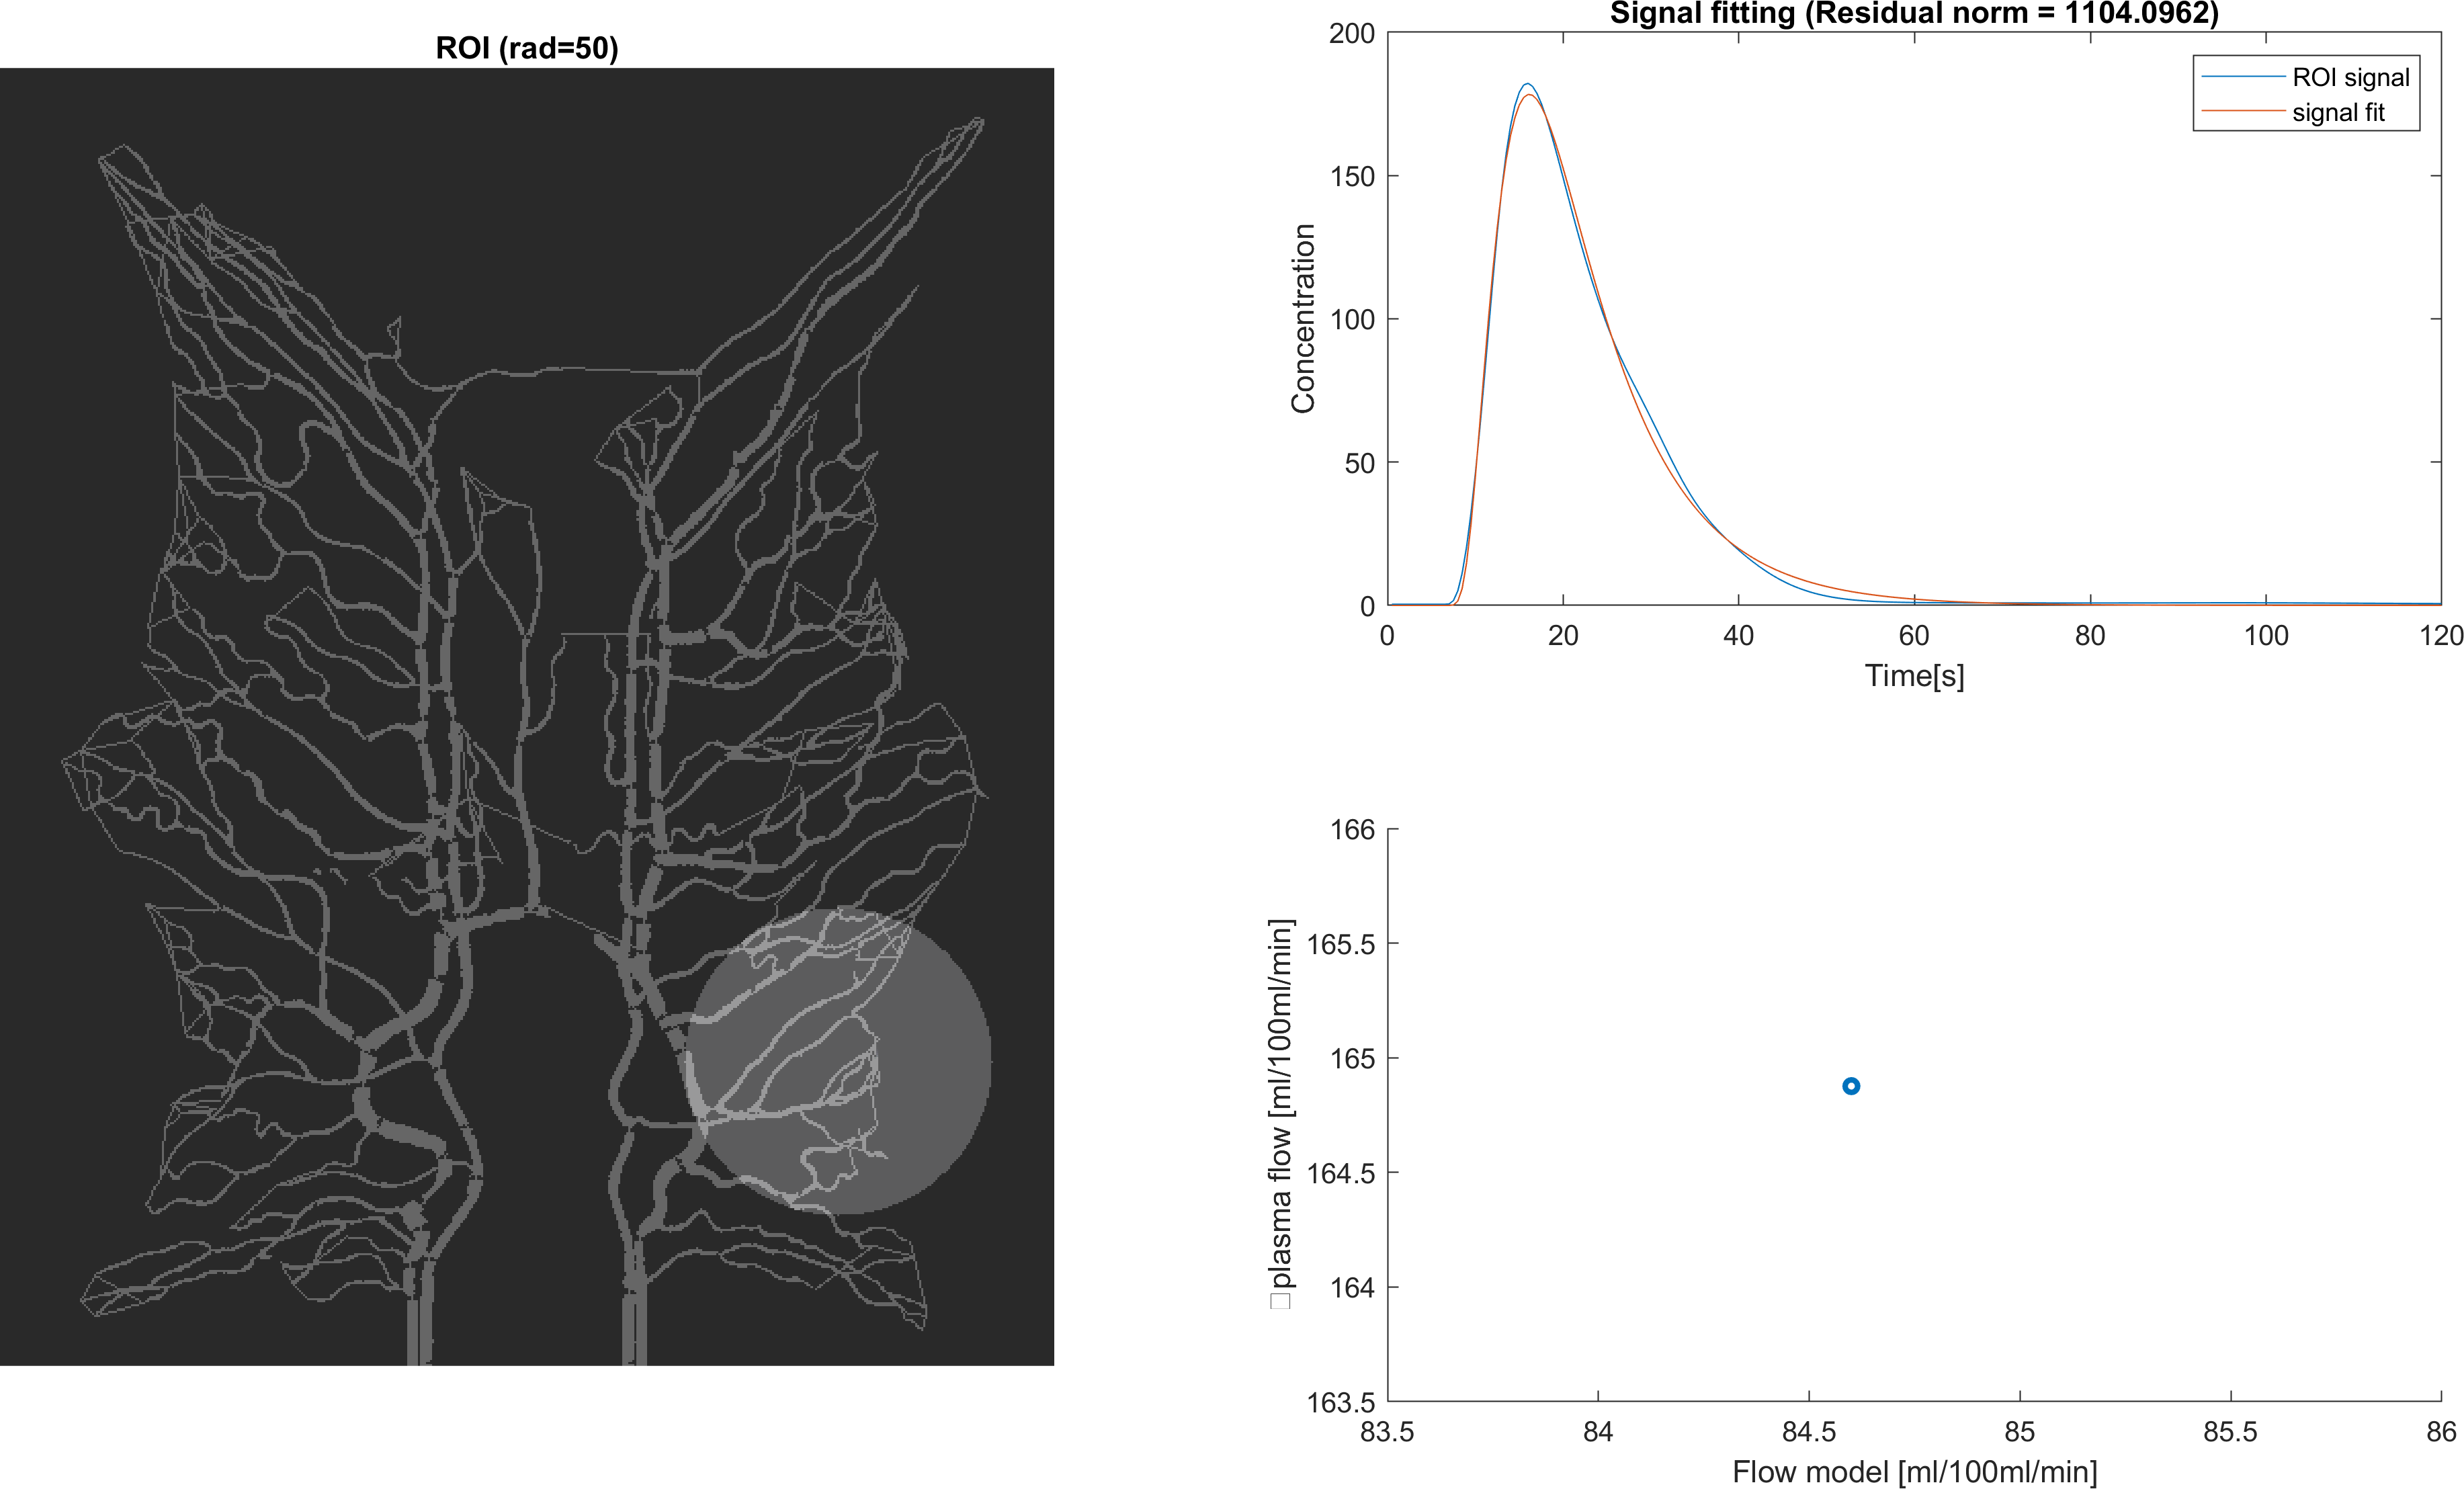 ROI (rad=50)
Signal fitting (Residual norm = 1104.0962)
200
150
100
50
0
Concentration
ROI signal
signal fit
0 20 40 60 80 100 120
Time[s]
166
165.5
165
164.5
164
163.5
□plasma flow [ml/100ml/min]
83.5 84 84.5 85 85.5 86
Flow model [ml/100ml/min]